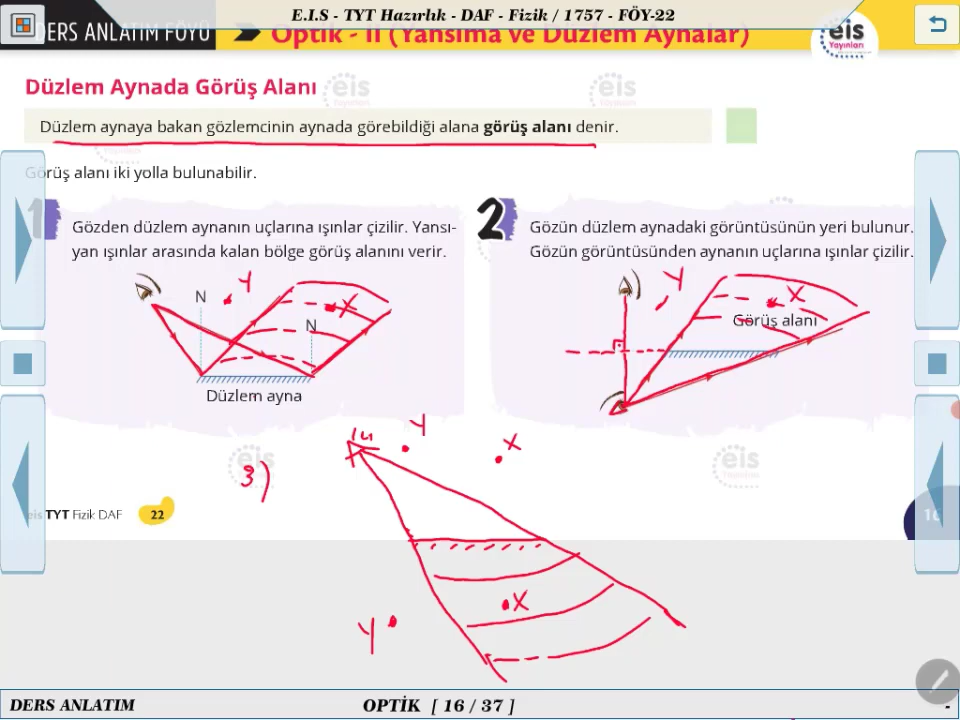 E.I.S - TYT Hazırlık - DAF - Fizik / 1757 - FÖY-22
DERS ANLATIM FÖYÜ
Optik - II (Yansıma ve Düzlem Aynalar)
eis
Yayınları
Düzlem Aynada Görüş Alanı
Düzlem aynaya bakan gözlemcinin aynada görebildiği alana görüş alanı denir.
Görüş alanı iki yolla bulunabilir.
1
Gözden düzlem aynanın uçlarına ışınlar çizilir. Yansı-
yan ışınlar arasında kalan bölge görüş alanını verir.
N
Y
X
N
Düzlem ayna
2
Gözün düzlem aynadaki görüntüsünün yeri bulunur.
Gözün görüntüsünden aynanın uçlarına ışınlar çizilir.
Y
X
Görüş alanı
3)
Y
X
X
Y
eis TYT Fizik DAF
22
16
DERS ANLATIM
OPTİK [ 16 / 37 ]
-